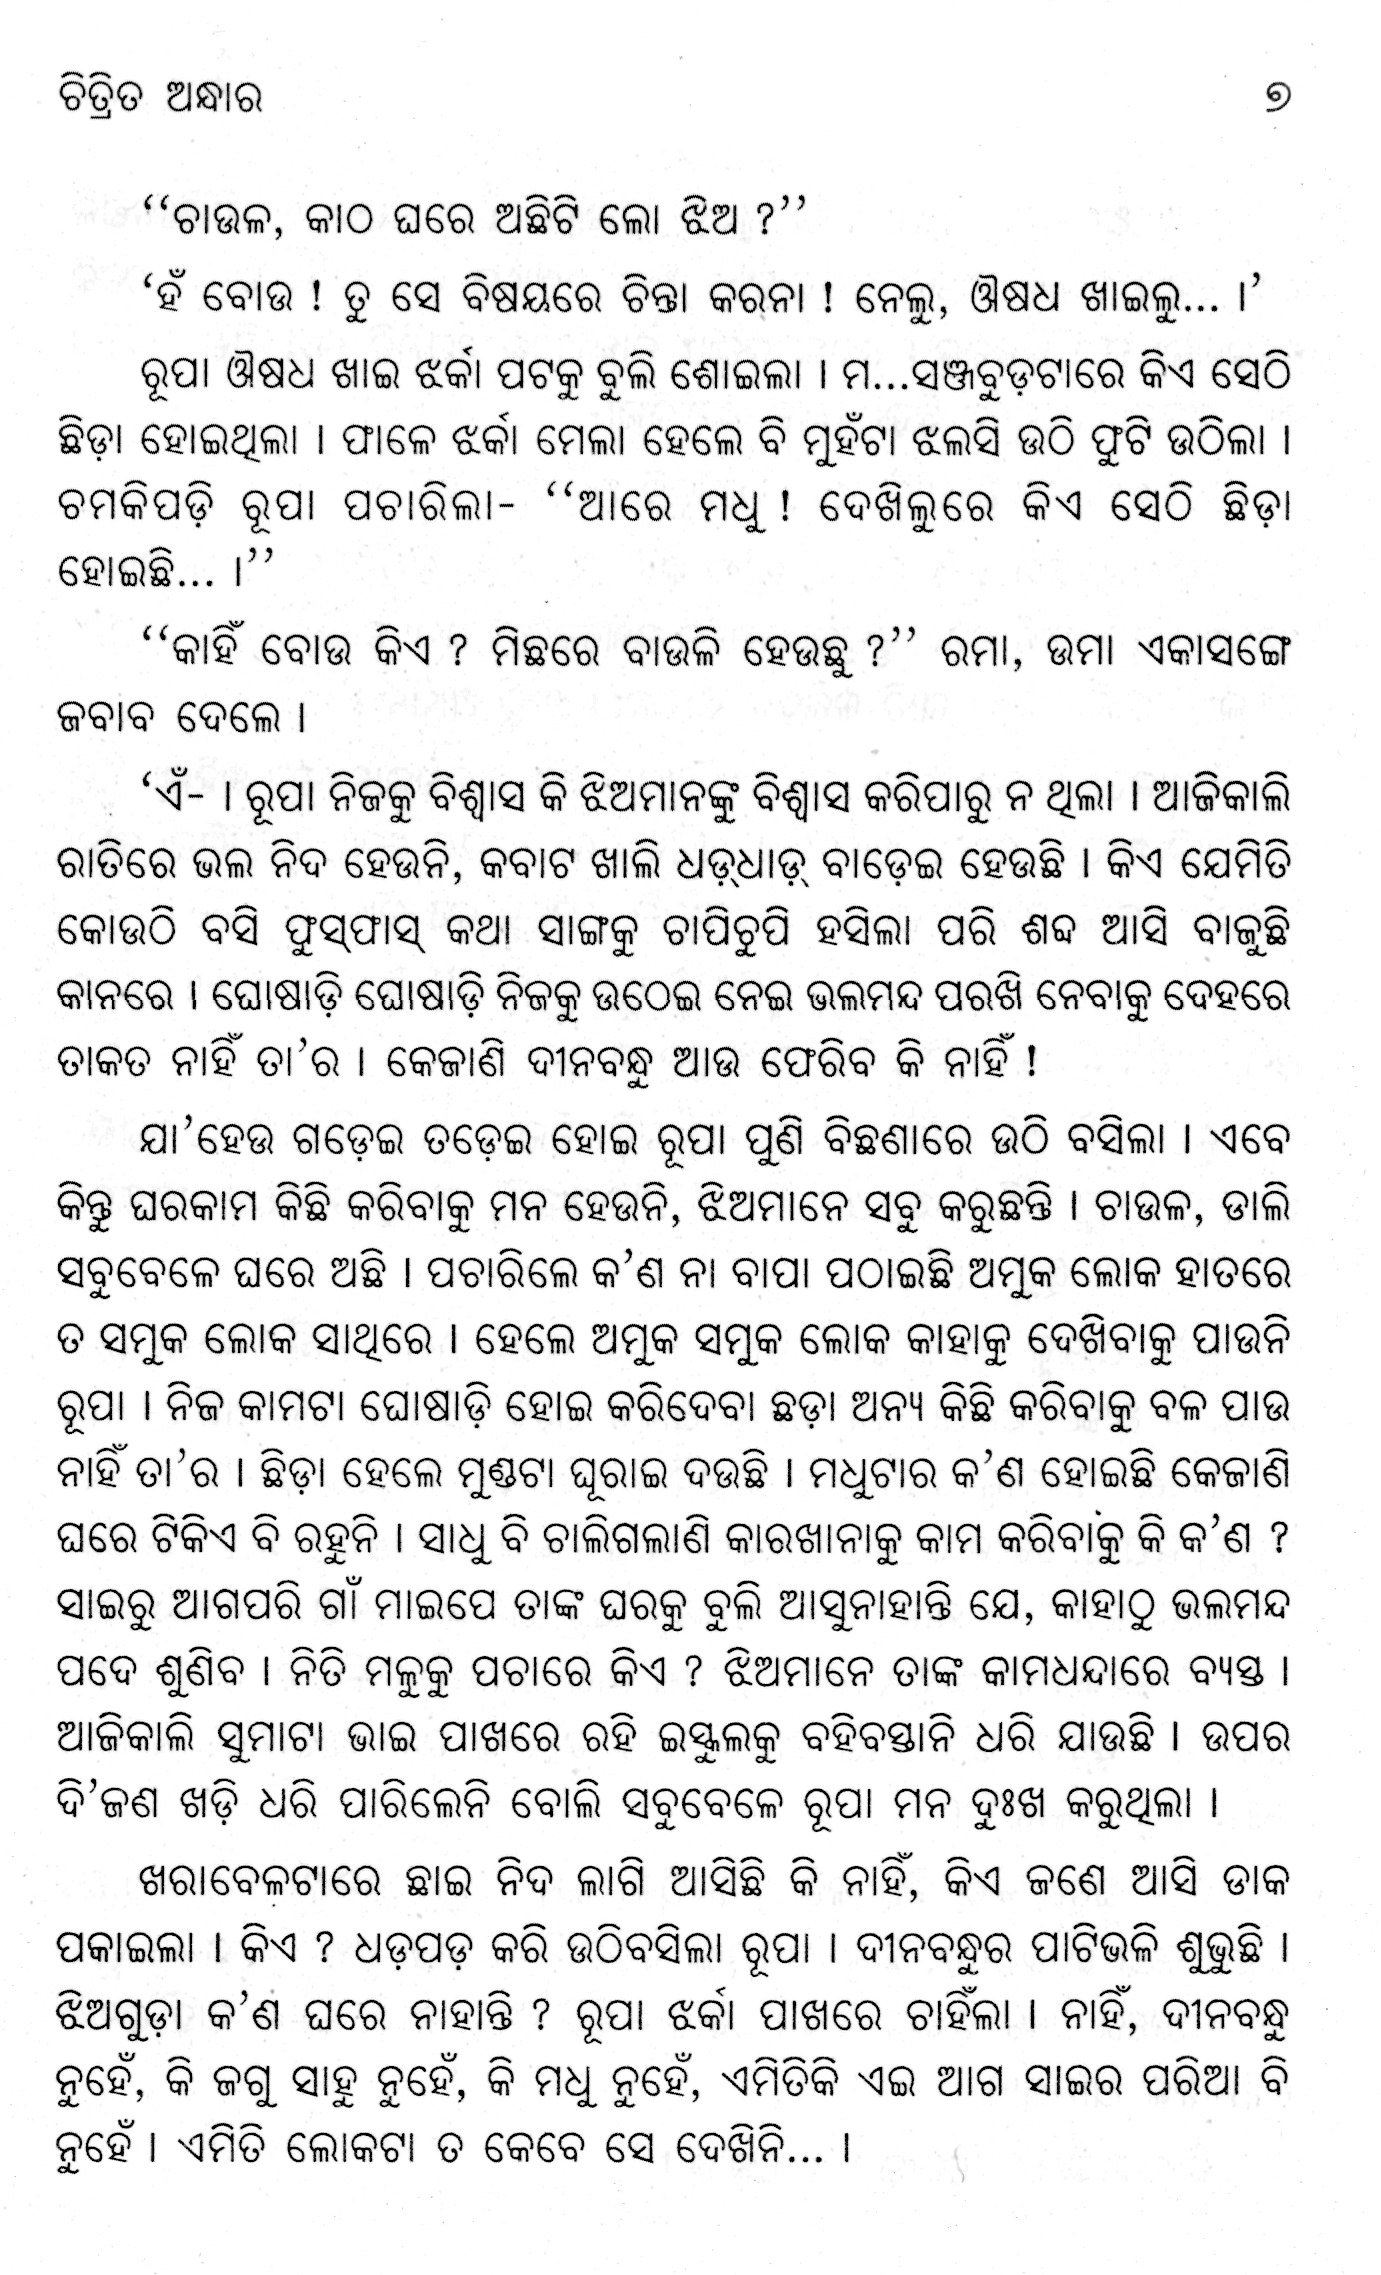 ଚିତ୍ରିତ ଅନ୍ଧାର ୭
‘‘ଚାଉଳ, କାଠ ଘରେ ଅଛିଟି ଲୋ ଝିଅ ?’’
‘ହଁ ବୋଉ ! ତୁ ସେ ବିଷୟରେ ଚିନ୍ତା କରନା ! ନେଲୁ, ଔଷଧ ଖାଇଲୁ... ।’
ରୂପା ଔଷଧ ଖାଇ ଝର୍କା ପଟକୁ ବୁଲି ଶୋଇଲା । ମ...ସଞ୍ଜବୁଡ଼ଟାରେ କିଏ ସେଠି
ଛିଡ଼ା ହୋଇଥିଲା । ଫାଳେ ଝର୍କା ମେଲା ହେଲେ ବି ମୁହଁଟା ଝଲସି ଉଠି ଫୁଟି ଉଠିଲା ।
ଚମକିପଡ଼ି ରୂପା ପଚାରିଲା- ‘‘ଆରେ ମଧୁ ! ଦେଖିଲୁରେ କିଏ ସେଠି ଛିଡ଼ା
ହୋଇଛି... ।’’
‘‘କାହିଁ ବୋଉ କିଏ ? ମିଛରେ ବାଉଳି ହେଉଛୁ ?’’ ରମା, ଉମା ଏକାସଙ୍ଗେ
ଜବାବ ଦେଲେ ।
‘ଏଁ- । ରୂପା ନିଜକୁ ବିଶ୍ୱାସ କି ଝିଅମାନଙ୍କୁ ବିଶ୍ୱାସ କରିପାରୁ ନ ଥିଲା । ଆଜିକାଲି
ରାତିରେ ଭଲ ନିଦ ହେଉନି, କବାଟ ଖାଲି ଧଡ଼୍‌ଧାଡ଼୍ ବାଡ଼େଇ ହେଉଛି । କିଏ ଯେମିତି
କୋଉଠି ବସି ଫୁସ୍‌ଫାସ୍ କଥା ସାଙ୍ଗକୁ ଚାପିଚୁପି ହସିଲା ପରି ଶବ୍ଦ ଆସି ବାଜୁଛି
କାନରେ । ଘୋଷାଡ଼ି ଘୋଷାଡ଼ି ନିଜକୁ ଉଠେଇ ନେଇ ଭଲମନ୍ଦ ପରଖି ନେବାକୁ ଦେହରେ
ତାକତ ନାହିଁ ତା’ର । କେଜାଣି ଦୀନବନ୍ଧୁ ଆଉ ଫେରିବ କି ନାହିଁ !
ଯା’ହେଉ ଗଡ଼େଇ ତଡ଼େଇ ହୋଇ ରୂପା ପୁଣି ବିଛଣାରେ ଉଠି ବସିଲା । ଏବେ
କିନ୍ତୁ ଘରକାମ କିଛି କରିବାକୁ ମନ ହେଉନି, ଝିଅମାନେ ସବୁ କରୁଛନ୍ତି । ଚାଉଳ, ଡାଲି
ସବୁବେଳେ ଘରେ ଅଛି । ପଚାରିଲେ କ’ଣ ନା ବାପା ପଠାଇଛି ଅମୁକ ଲୋକ ହାତରେ
ତ ସମୁକ ଲୋକ ସାଥିରେ । ହେଲେ ଅମୁକ ସମୁକ ଲୋକ କାହାକୁ ଦେଖିବାକୁ ପାଉନି
ରୂପା । ନିଜ କାମଟା ଘୋଷାଡ଼ି ହୋଇ କରିଦେବା ଛଡ଼ା ଅନ୍ୟ କିଛି କରିବାକୁ ବଳ ପାଉ
ନାହିଁ ତା’ର । ଛିଡ଼ା ହେଲେ ମୁଣ୍ଡଟା ଘୂରାଇ ଦଉଛି । ମଧୁଟାର କ’ଣ ହୋଇଛି କେଜାଣି
ଘରେ ଟିକିଏ ବି ରହୁନି । ସାଧୁ ବି ଚାଲିଗଲାଣି କାରଖାନାକୁ କାମ କରିବାକୁ କି କ’ଣ ?
ସାଇରୁ ଆଗପରି ଗାଁ ମାଇପେ ତାଙ୍କ ଘରକୁ ବୁଲି ଆସୁନାହାନ୍ତି ଯେ, କାହାଠୁ ଭଲମନ୍ଦ
ପଦେ ଶୁଣିବ । ନିତି ମଳୁକୁ ପଚାରେ କିଏ ? ଝିଅମାନେ ତାଙ୍କ କାମଧନ୍ଦାରେ ବ୍ୟସ୍ତ ।
ଆଜିକାଲି ସୁମାଟା ଭାଇ ପାଖରେ ରହି ଇସ୍କୁଲକୁ ବହିବସ୍ତାନି ଧରି ଯାଉଛି । ଉପର
ଦି’ଜଣ ଖଡ଼ି ଧରି ପାରିଲେନି ବୋଲି ସବୁବେଳେ ରୂପା ମନ ଦୁଃଖ କରୁଥିଲା ।
ଖରାବେଳଟାରେ ଛାଇ ନିଦ ଲାଗି ଆସିଛି କି ନାହିଁ, କିଏ ଜଣେ ଆସି ଡାକ
ପକାଇଲା । କିଏ ? ଧଡ଼ପଡ଼ କରି ଉଠିବସିଲା ରୂପା । ଦୀନବନ୍ଧୁର ପାଟିଭଳି ଶୁଭୁଛି ।
ଝିଅଗୁଡ଼ା କ’ଣ ଘରେ ନାହାନ୍ତି ? ରୂପା ଝର୍କା ପାଖରେ ଚାହିଁଲା । ନାହିଁ, ଦୀନବନ୍ଧୁ
ନୁହେଁ, କି ଜଗୁ ସାହୁ ନୁହେଁ, କି ମଧୁ ନୁହେଁ, ଏମିତିକି ଏଇ ଆଗ ସାଇର ପରିଆ ବି
ନୁହେଁ । ଏମିତି ଲୋକଟା ତ କେବେ ସେ ଦେଖିନି... ।